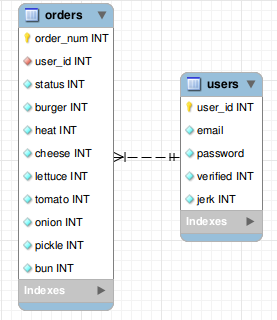 orders
order_num INT
user_id INT
status INT
burger INT
heat INT
cheese INT
lettuce INT
tomato INT
onion INT
pickle INT
bun INT
Indexes
users
user_id INT
email
password
verified INT
jerk INT
Indexes